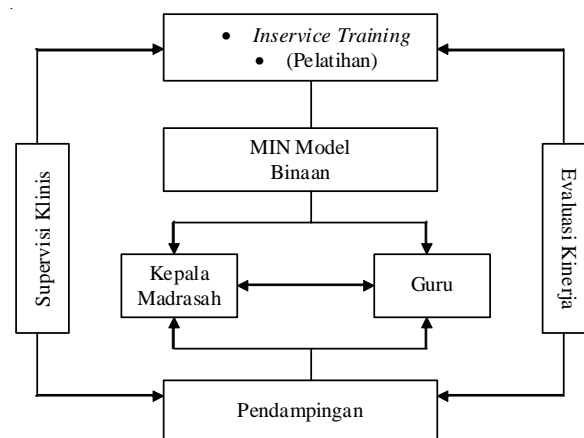 • Inservice Training
• (Pelatihan)
MIN Model
Binaan
Supervisi Klinis
Evaluasi Kinerja
Kepala
Madrasah
Guru
Pendampingan